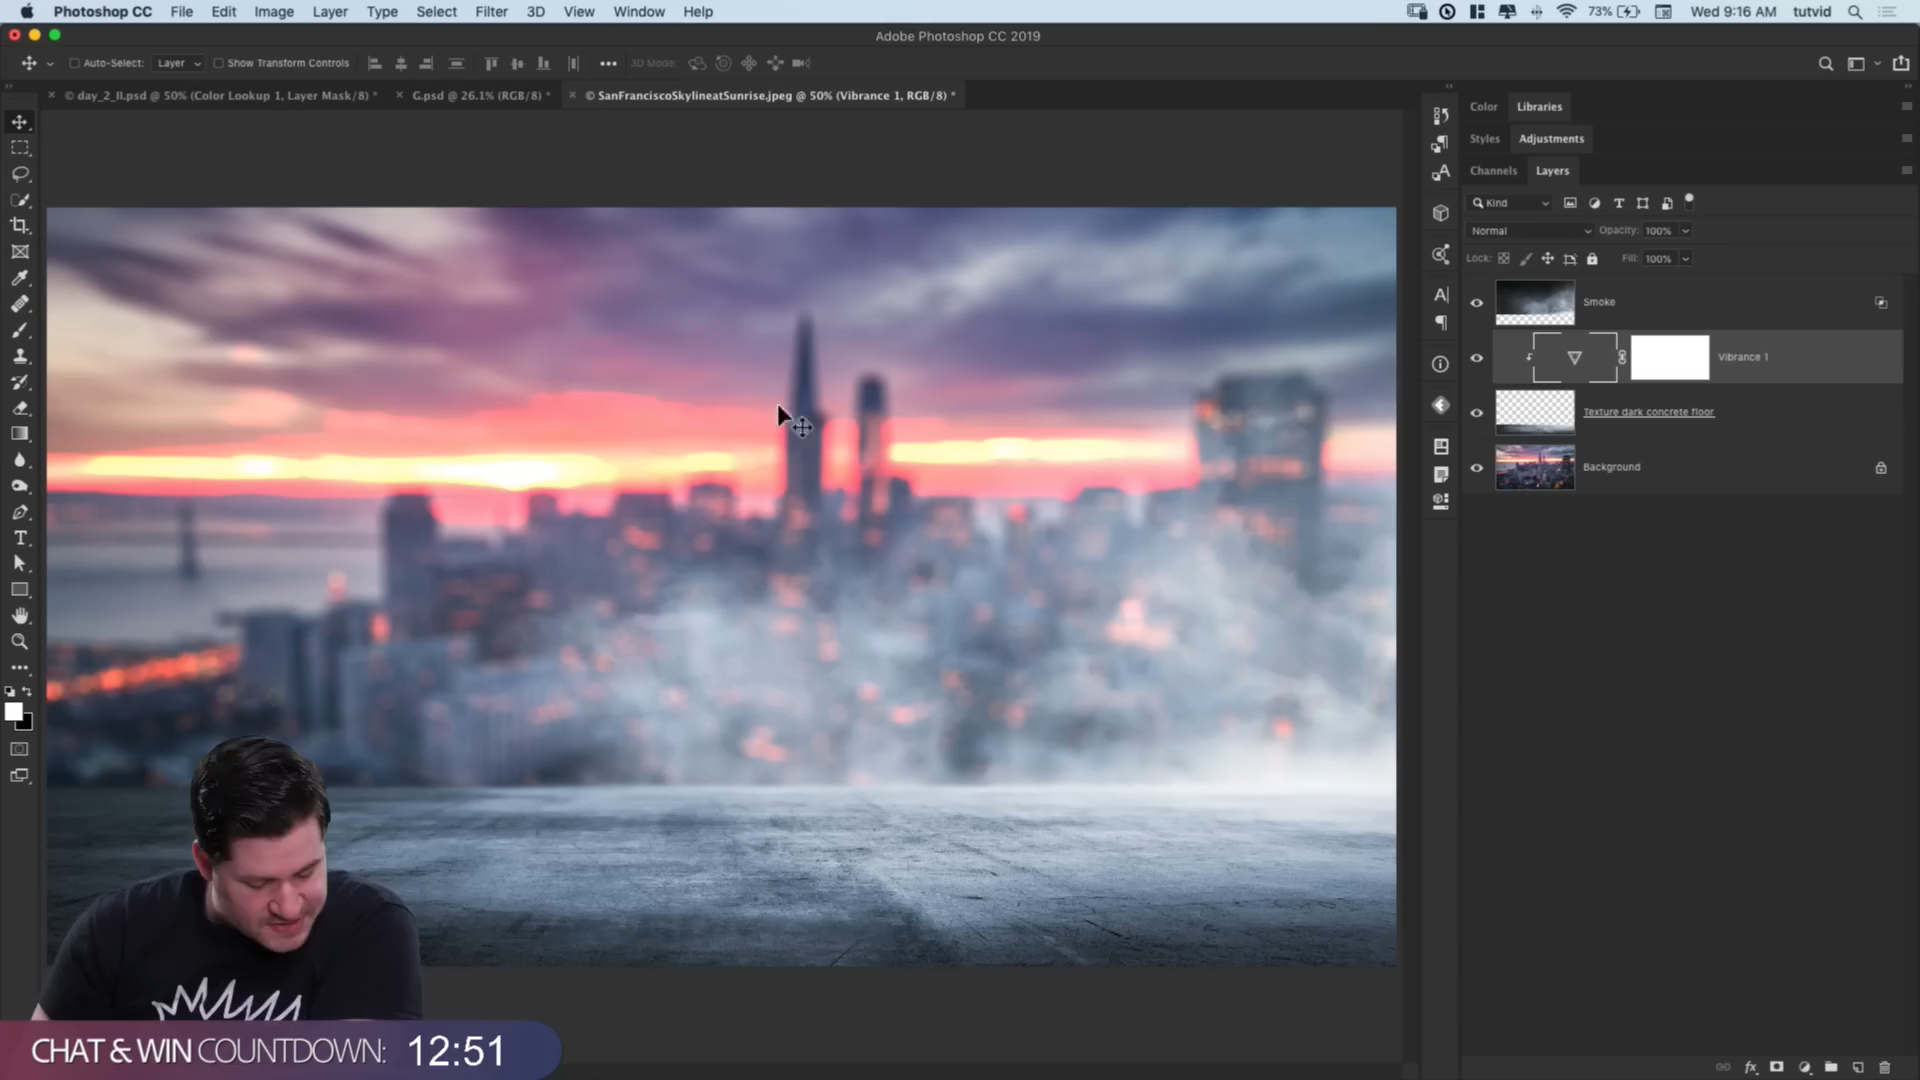 Photoshop CC File Edit Image Layer Type Select Filter 3D View Window Help 73% Wed 9:16 AM tutvid
Adobe Photoshop CC 2019
Auto-Select: Layer Show Transform Controls 3D Mode:
© day_2_II.psd @ 50% (Color Lookup 1, Layer Mask/8) * G.psd @ 26.1% (RGB/8) * © SanFranciscoSkylineatSunrise.jpeg @ 50% (Vibrance 1, RGB/8) *
Color Libraries
Styles Adjustments
Channels Layers
Kind
Normal Opacity: 100%
Lock: Fill: 100%
Smoke
Vibrance 1
Texture dark concrete floor
Background
CHAT & WIN COUNTDOWN: 12:51